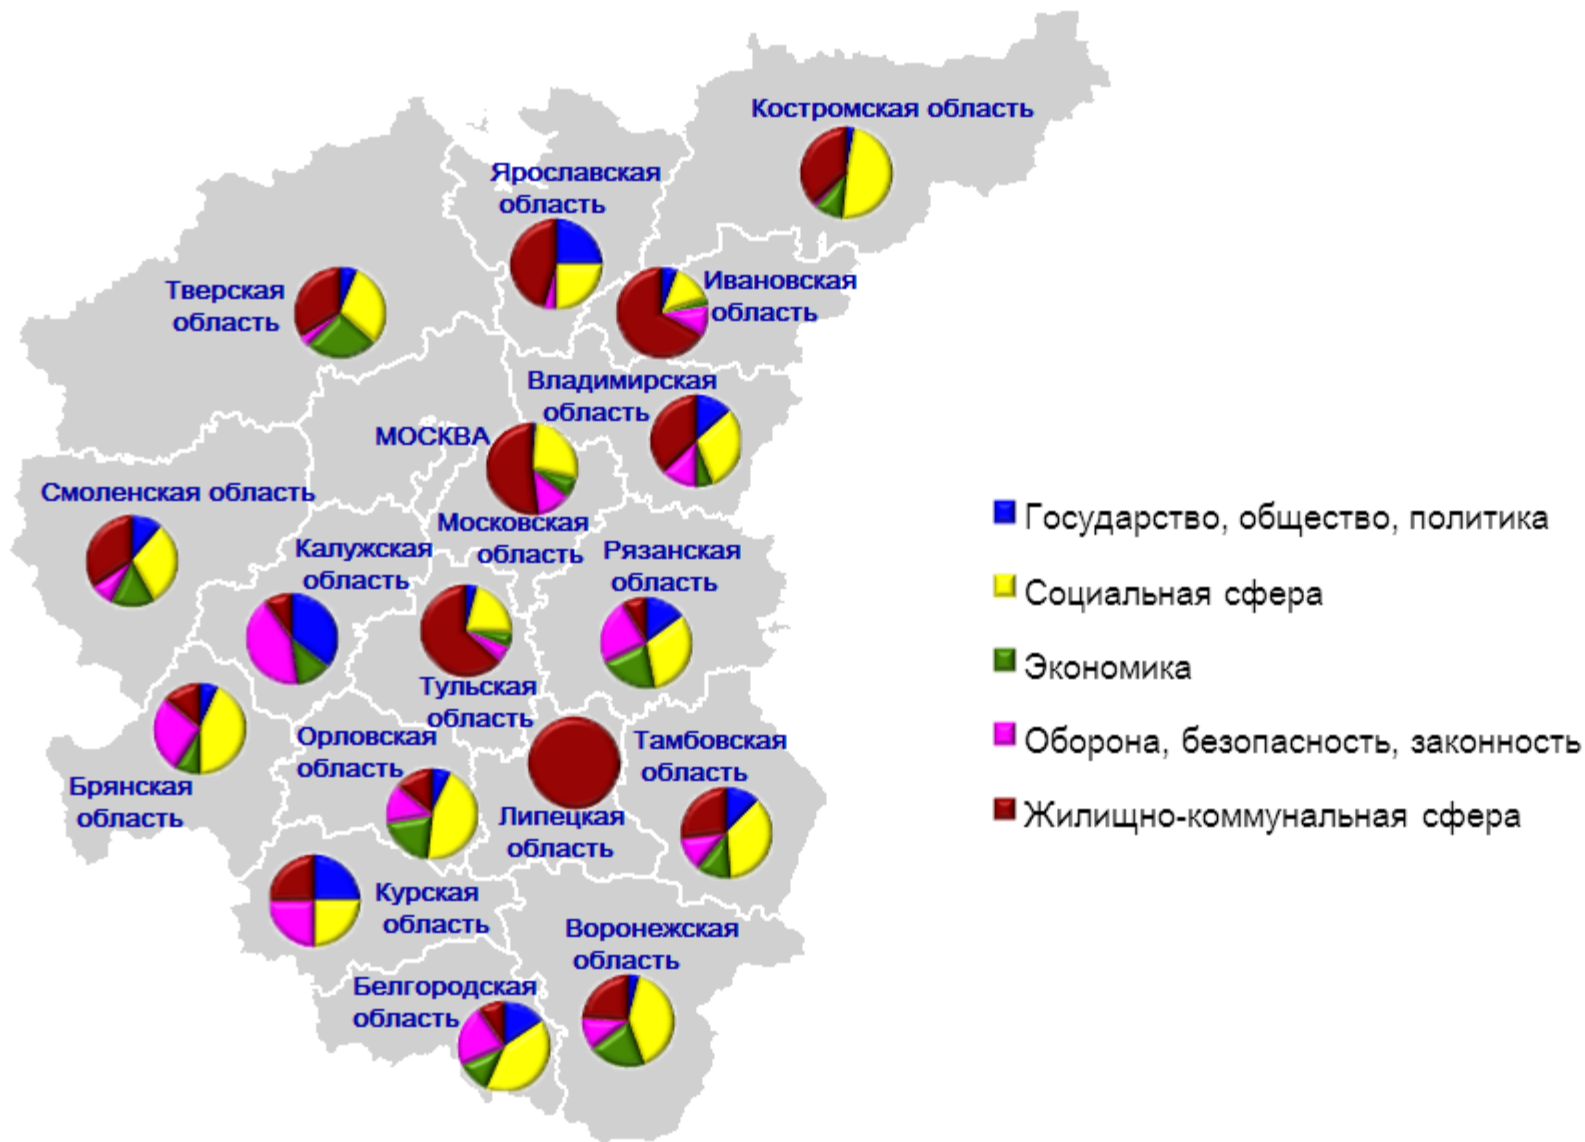 Костромская область
Ярославская
область
Тверская
область
Ивановская
область
Владимирская
область
МОСКВА
Смоленская область
Московская
область
Калужская
область
Рязанская
область
Тульская
область
Орловская
область
Тамбовская
область
Брянская
область
Липецкая
область
Курская
область
Воронежская
область
Белгородская
область
Государство, общество, политика
Социальная сфера
Экономика
Оборона, безопасность, законность
Жилищно-коммунальная сфера